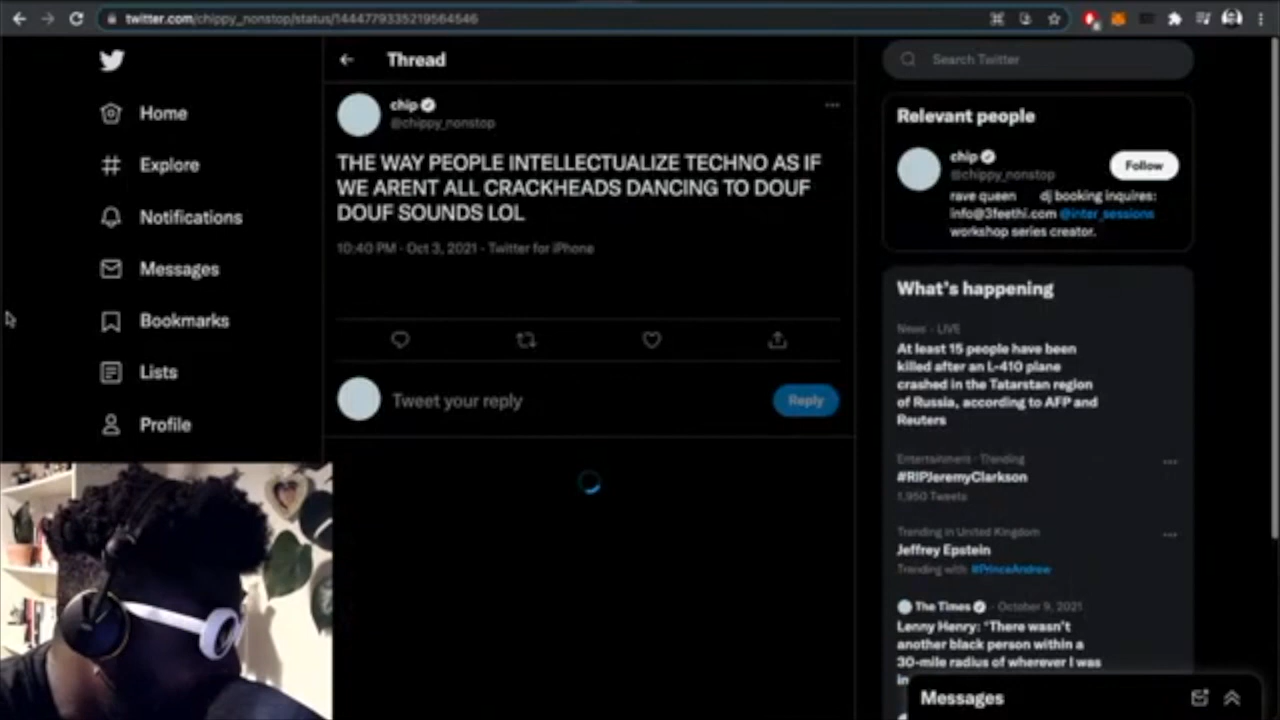 twitter.com/chippy_nonstop/status/1444779335219564546
Home
Explore
Notifications
Messages
Bookmarks
Lists
Profile
Thread
chip
@chippy_nonstop
THE WAY PEOPLE INTELLECTUALIZE TECHNO AS IF
WE ARENT ALL CRACKHEADS DANCING TO DOUF
DOUF SOUNDS LOL
10:40 PM · Oct 3, 2021 · Twitter for iPhone
Tweet your reply
Reply
Search Twitter
Relevant people
chip
@chippy_nonstop
Follow
rave queen dj booking inquires:
info@3feethi.com @inter_sessions
workshop series creator.
What's happening
News · LIVE
At least 15 people have been
killed after an L-410 plane
crashed in the Tatarstan region
of Russia, according to AFP and
Reuters
Entertainment · Trending
#RIPJeremyClarkson
1,950 Tweets
Trending in United Kingdom
Jeffrey Epstein
Trending with #PrinceAndrew
The Times · October 9, 2021
Lenny Henry: “There wasn’t
another black person within a
30-mile radius of wherever I was
in
Messages